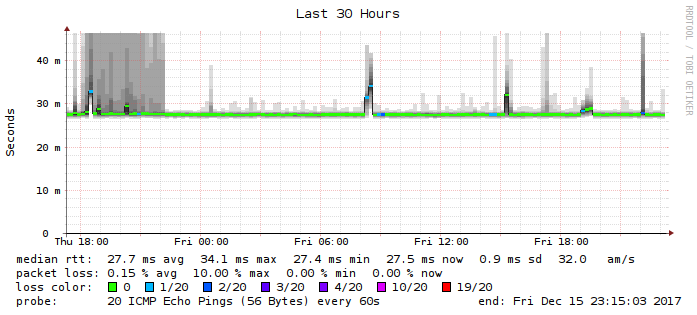 Last 30 Hours
RRDTOOL / TOBI OETIKER
Seconds
40 m
30 m
20 m
10 m
0
Thu 18:00 Fri 00:00 Fri 06:00 Fri 12:00 Fri 18:00
median rtt: 27.7 ms avg 34.1 ms max 27.4 ms min 27.5 ms now 0.9 ms sd 32.0 am/s
packet loss: 0.15 % avg 10.00 % max 0.00 % min 0.00 % now
loss color: 0 1/20 2/20 3/20 4/20 10/20 19/20
probe: 20 ICMP Echo Pings (56 Bytes) every 60s end: Fri Dec 15 23:15:03 2017